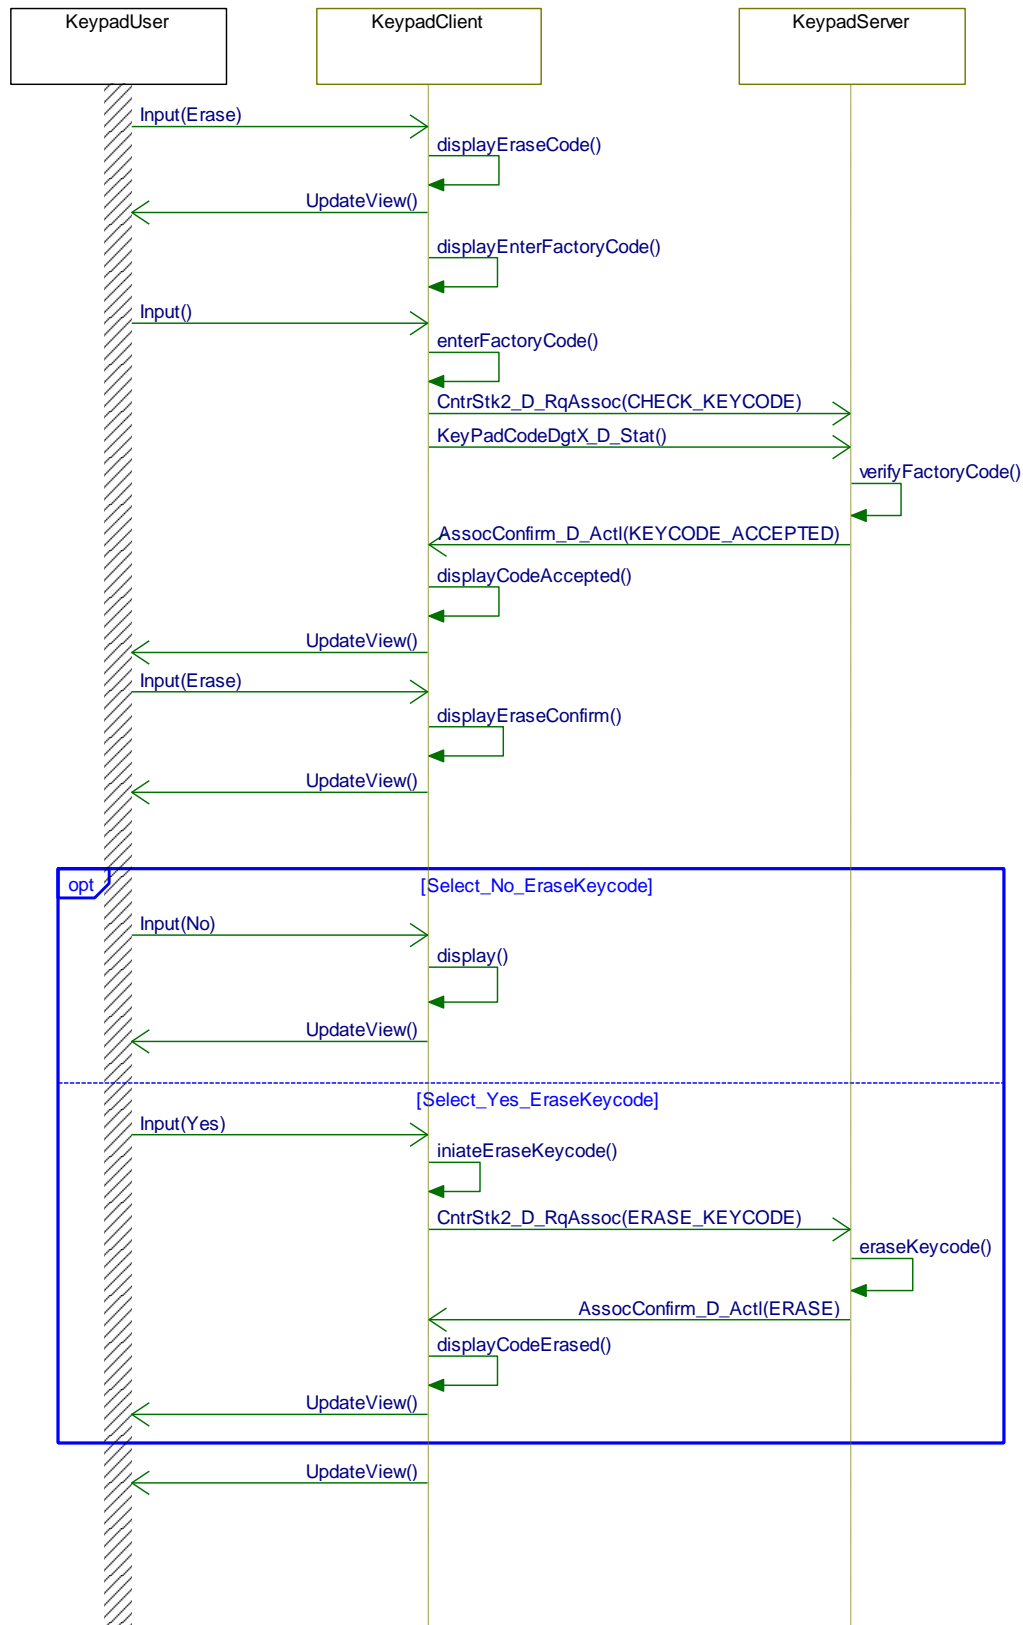 KeypadUser
KeypadClient
KeypadServer
Input(Erase)
displayEraseCode()
UpdateView()
displayEnterFactoryCode()
Input()
enterFactoryCode()
CntrStk2_D_RqAssoc(CHECK_KEYCODE)
KeyPadCodeDgtX_D_Stat()
verifyFactoryCode()
AssocConfirm_D_Actl(KEYCODE_ACCEPTED)
displayCodeAccepted()
UpdateView()
Input(Erase)
displayEraseConfirm()
UpdateView()
opt
[Select_No_EraseKeycode]
Input(No)
display()
UpdateView()
[Select_Yes_EraseKeycode]
Input(Yes)
iniateEraseKeycode()
CntrStk2_D_RqAssoc(ERASE_KEYCODE)
eraseKeycode()
AssocConfirm_D_Actl(ERASE)
displayCodeErased()
UpdateView()
UpdateView()